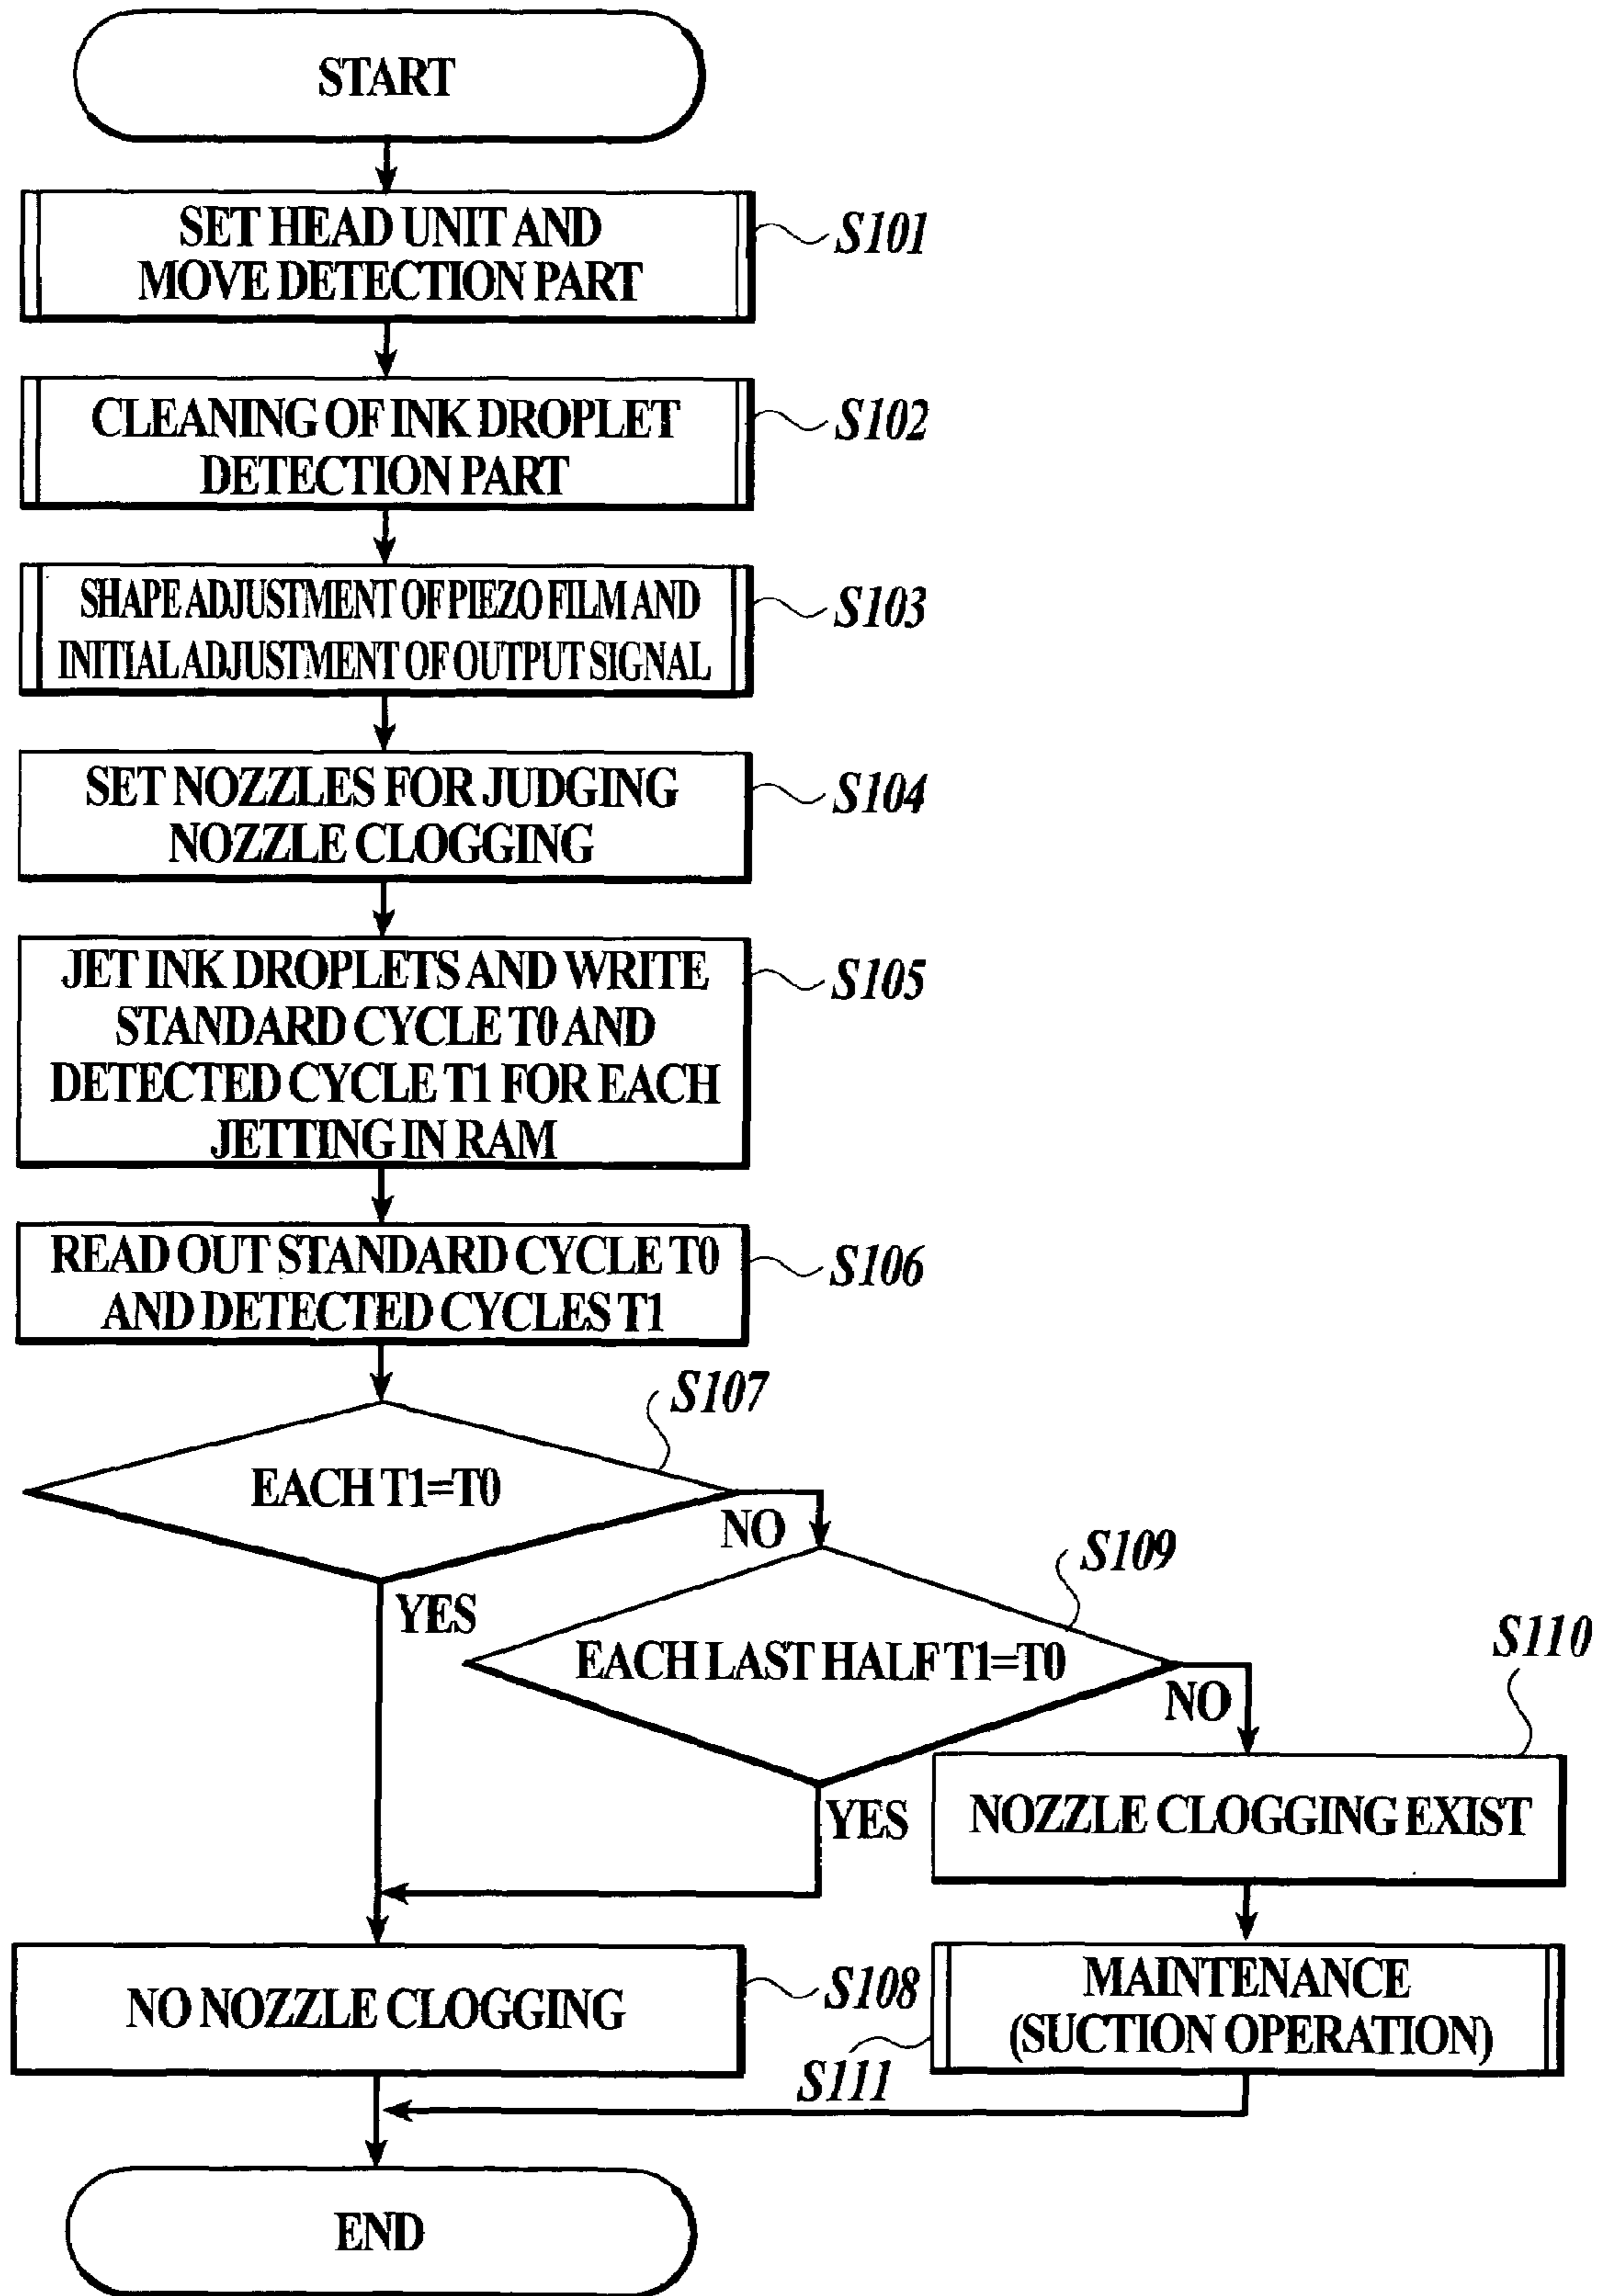 START
SET HEAD UNIT AND
MOVE DETECTION PART
S101
CLEANING OF INK DROPLET
DETECTION PART
S102
SHAPE ADJUSTMENT OF PIEZO FILM AND
INITIAL ADJUSTMENT OF OUTPUT SIGNAL
S103
SET NOZZLES FOR JUDGING
NOZZLE CLOGGING
S104
JET INK DROPLETS AND WRITE
STANDARD CYCLE T0 AND
DETECTED CYCLE T1 FOR EACH
JETTING IN RAM
S105
READ OUT STANDARD CYCLE T0
AND DETECTED CYCLES T1
S106
S107
EACH T1=T0
NO
YES
S109
EACH LAST HALF T1=T0
NO
YES
S110
NOZZLE CLOGGING EXIST
NO NOZZLE CLOGGING
S108
MAINTENANCE
(SUCTION OPERATION)
S111
END